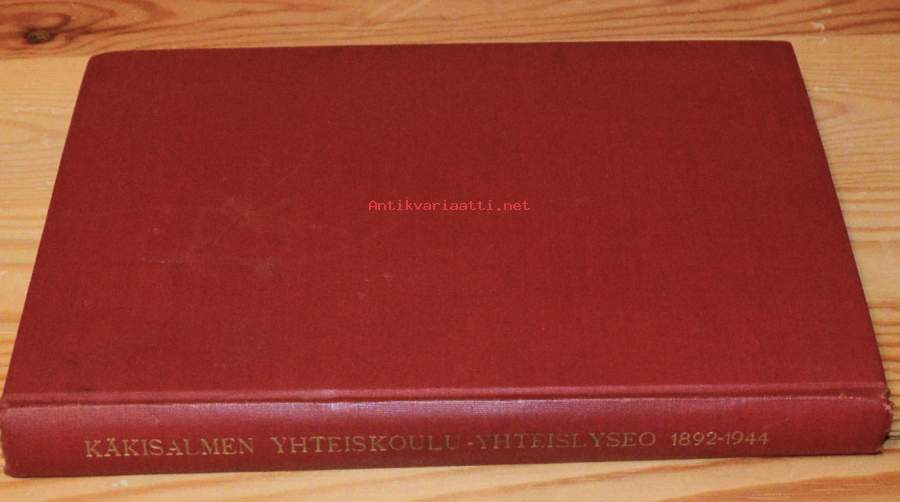 Antikvariaatti.net
KÄKISALMEN YHTEISKOULU-YHTEISLYSEO 1892-1944